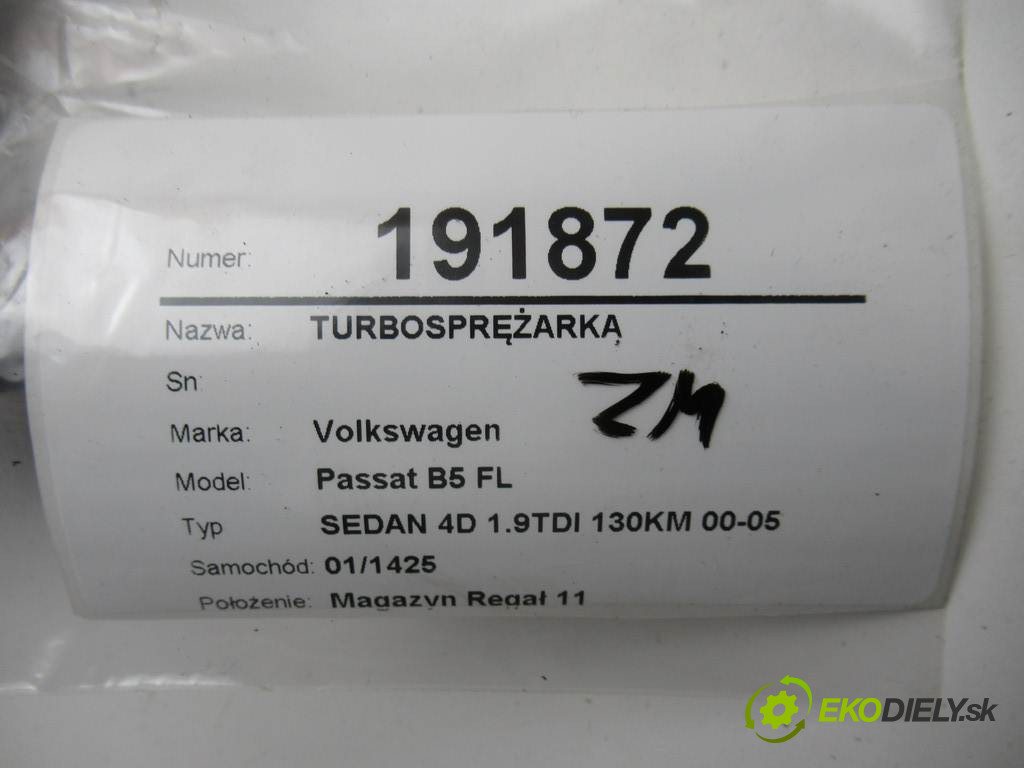 Numer: 191872
Nazwa: TURBOSPRĘŻARKA
Sn
ZM
Marka: Volkswagen
Model: Passat B5 FL
Typ SEDAN 4D 1.9TDI 130KM 00-05
Samochód: 01/1425
Położenie: Magazyn Regał 11
EKODIELY.sk